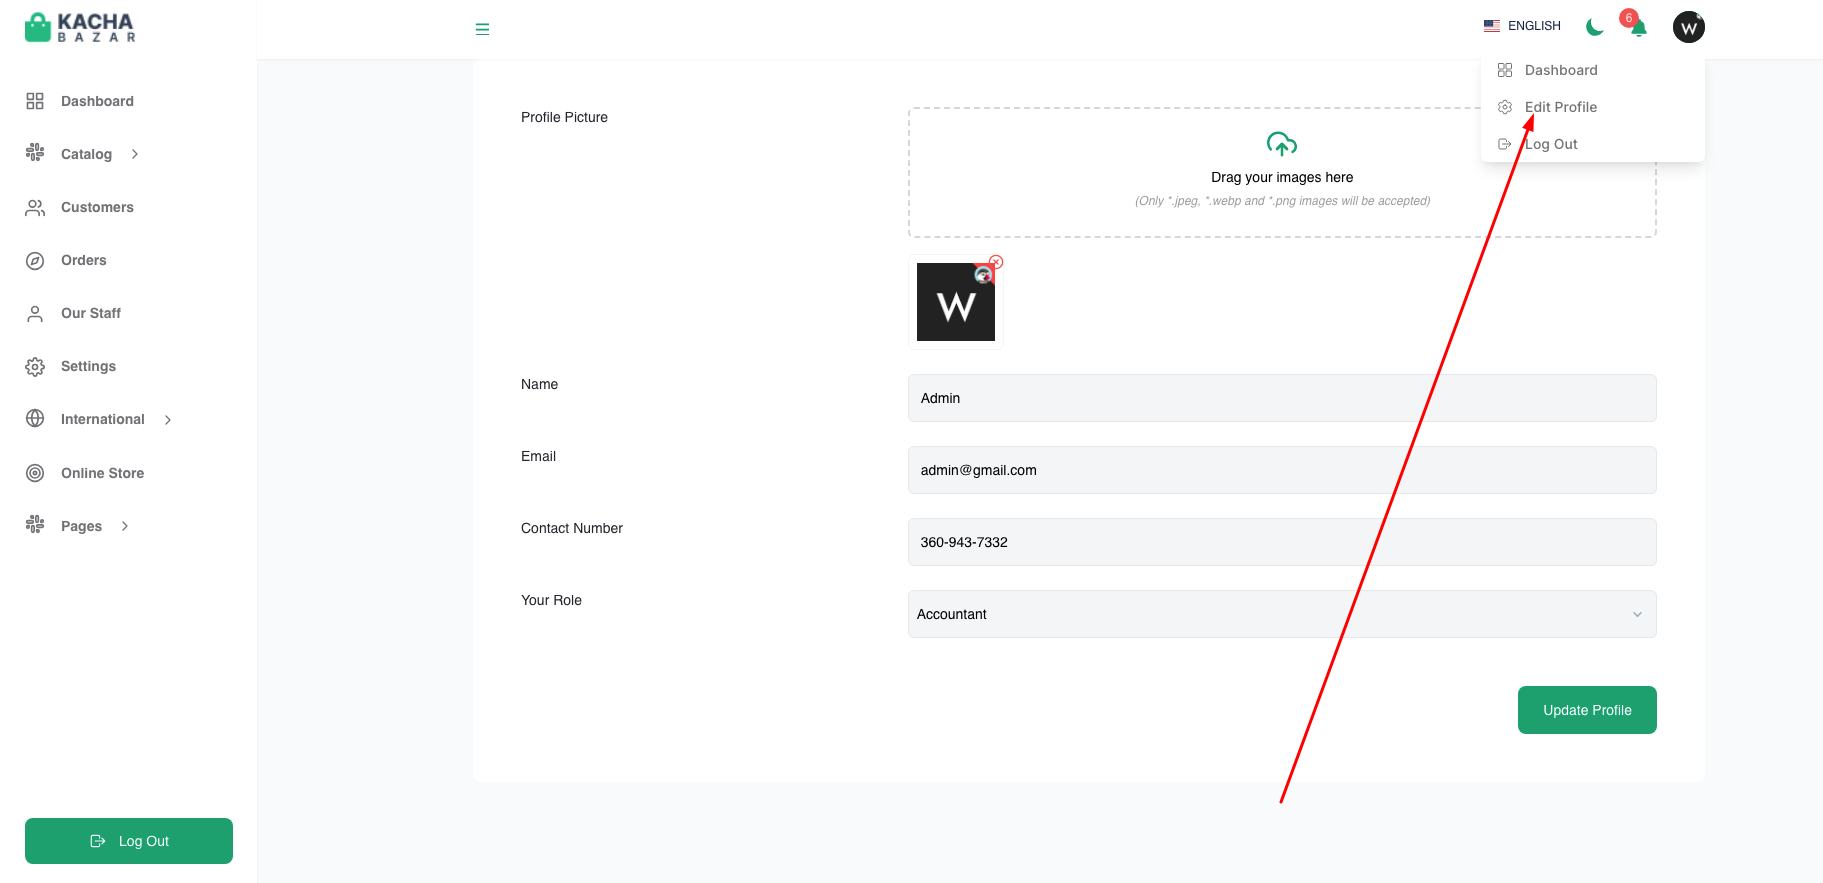 KACHA
BAZAR
Dashboard
Catalog
Customers
Orders
Our Staff
Settings
International
Online Store
Pages
Log Out
ENGLISH
6
W
Dashboard
Edit Profile
Log Out
Profile Picture
Drag your images here
(Only *.jpeg, *.webp and *.png images will be accepted)
W
Name
Admin
Email
admin@gmail.com
Contact Number
360-943-7332
Your Role
Accountant
Update Profile